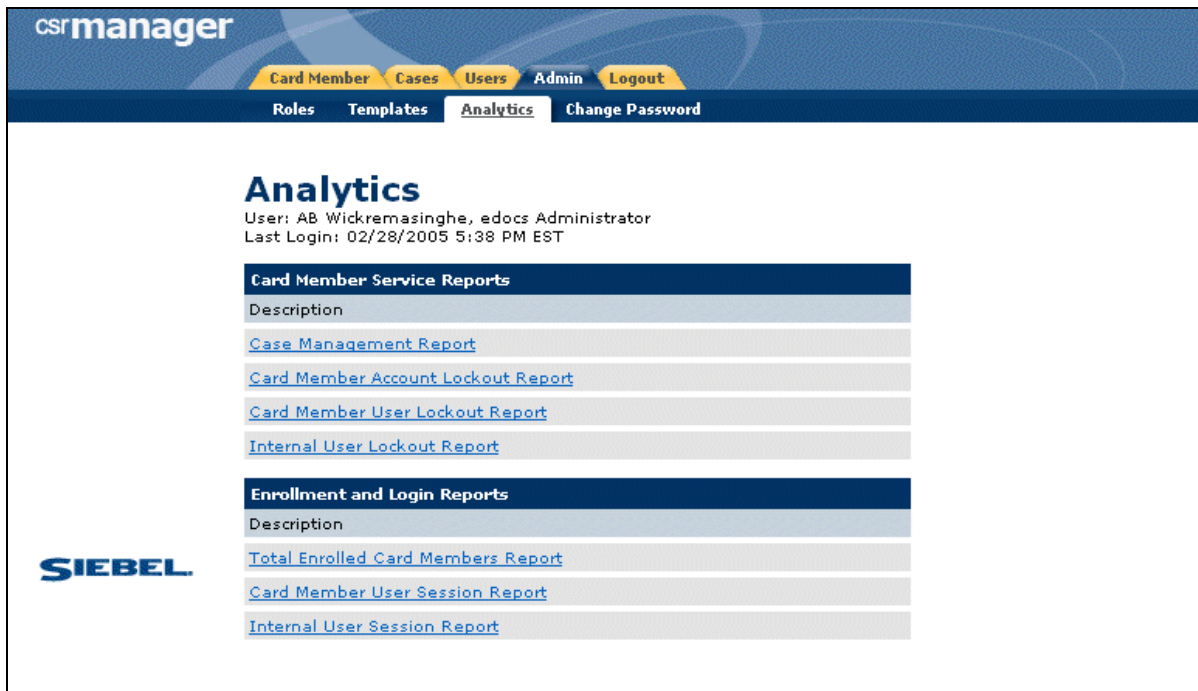 csrmanager
Card Member Cases Users Admin Logout
Roles Templates Analytics Change Password
Analytics
User: AB Wickremasinghe, edocs Administrator
Last Login: 02/28/2005 5:38 PM EST
Card Member Service Reports
Description
Case Management Report
Card Member Account Lockout Report
Card Member User Lockout Report
Internal User Lockout Report
Enrollment and Login Reports
Description
Total Enrolled Card Members Report
Card Member User Session Report
Internal User Session Report
SIEBEL.